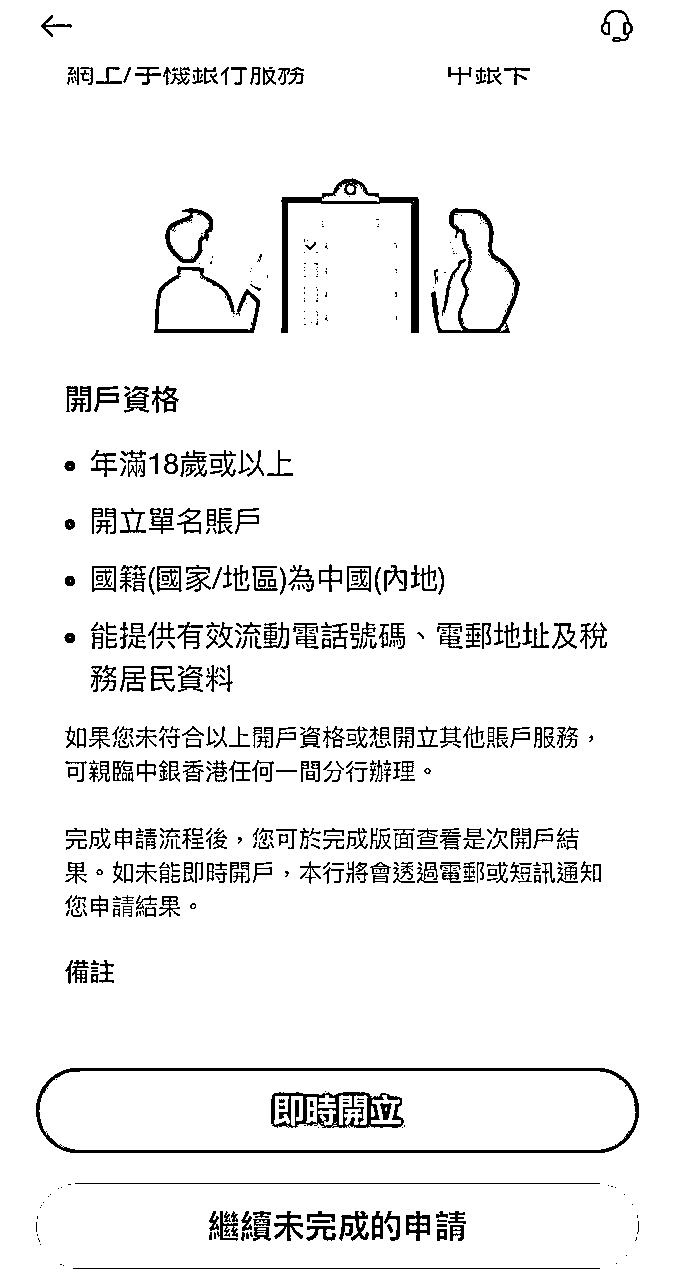 網上/手機銀行服務 中銀卡
開戶資格
• 年滿18歲或以上
• 開立單名賬戶
• 國籍(國家/地區)為中國(內地)
• 能提供有效流動電話號碼、電郵地址及稅
務居民資料
如果您未符合以上開戶資格或想開立其他賬戶服務，
可親臨中銀香港任何一間分行辦理。
完成申請流程後，您可於完成版面查看是次開戶結
果。如未能即時開戶，本行將會透過電郵或短訊通知
您申請結果。
備註
即時開立
繼續未完成的申請